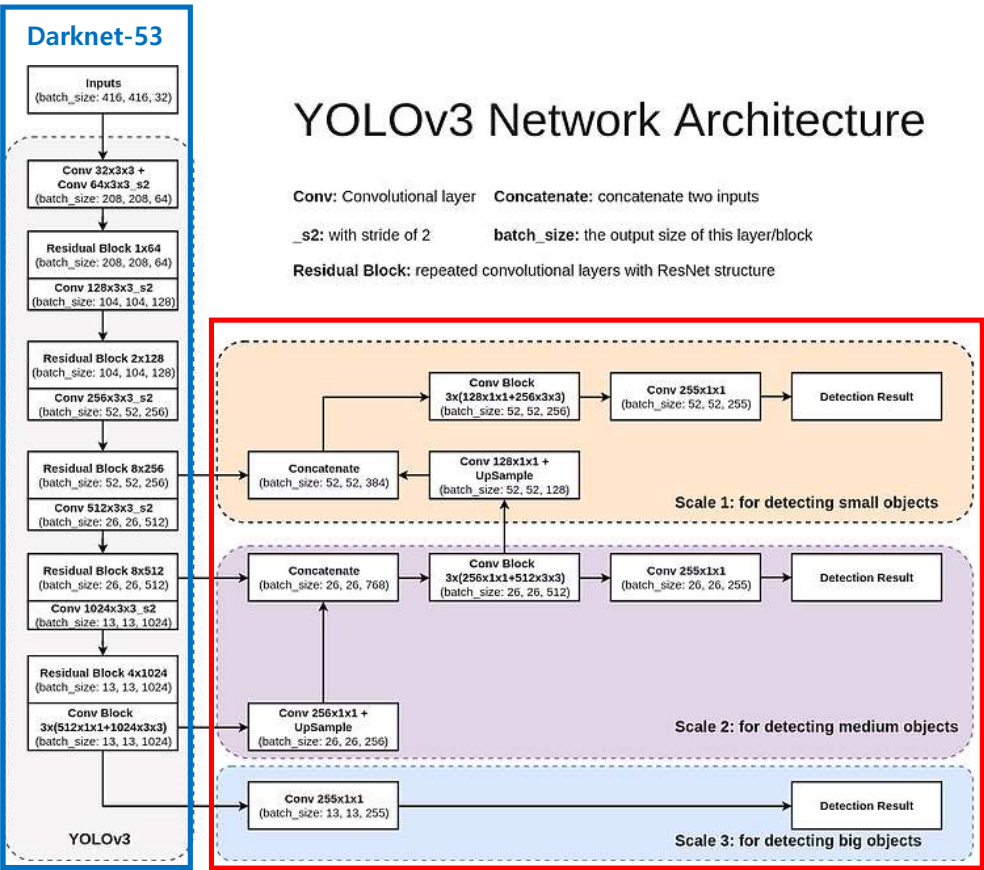 Darknet-53
Inputs
(batch_size: 416, 416, 32)
Conv 32x3x3 +
Conv 64x3x3_s2
(batch_size: 208, 208, 64)
Residual Block 1x64
(batch_size: 208, 208, 64)
Conv 128x3x3_s2
(batch_size: 104, 104, 128)
Residual Block 2x128
(batch_size: 104, 104, 128)
Conv 256x3x3_s2
(batch_size: 52, 52, 256)
Residual Block 8x256
(batch_size: 52, 52, 256)
Conv 512x3x3_s2
(batch_size: 26, 26, 512)
Residual Block 8x512
(batch_size: 26, 26, 512)
Conv 1024x3x3_s2
(batch_size: 13, 13, 1024)
Residual Block 4x1024
(batch_size: 13, 13, 1024)
Conv Block
3x(512x1x1+1024x3x3)
(batch_size: 13, 13, 1024)
YOLOv3
YOLOv3 Network Architecture
Conv: Convolutional layer Concatenate: concatenate two inputs
_s2: with stride of 2 batch_size: the output size of this layer/block
Residual Block: repeated convolutional layers with ResNet structure
Conv Block
3x(128x1x1+256x3x3)
(batch_size: 52, 52, 256)
Conv 255x1x1
(batch_size: 52, 52, 255)
Detection Result
Concatenate
(batch_size: 52, 52, 384)
Conv 128x1x1 +
UpSample
(batch_size: 52, 52, 128)
Scale 1: for detecting small objects
Concatenate
(batch_size: 26, 26, 768)
Conv Block
3x(256x1x1+512x3x3)
(batch_size: 26, 26, 512)
Conv 255x1x1
(batch_size: 26, 26, 255)
Detection Result
Conv 256x1x1 +
UpSample
(batch_size: 26, 26, 256)
Scale 2: for detecting medium objects
Conv 255x1x1
(batch_size: 13, 13, 255)
Detection Result
Scale 3: for detecting big objects